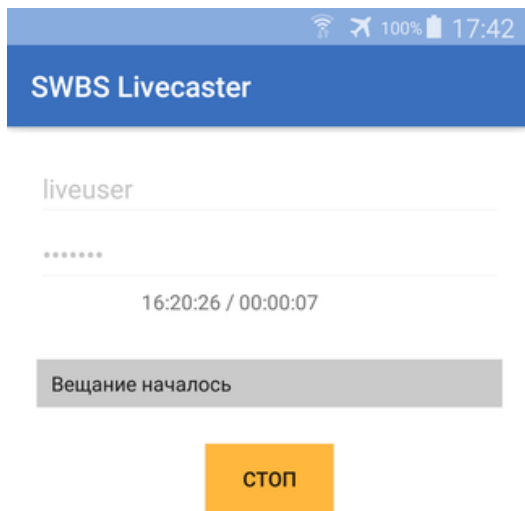 100% 17:42
SWBS Livecaster
liveuser
•••••••
16:20:26 / 00:00:07
Вещание началось
СТОП